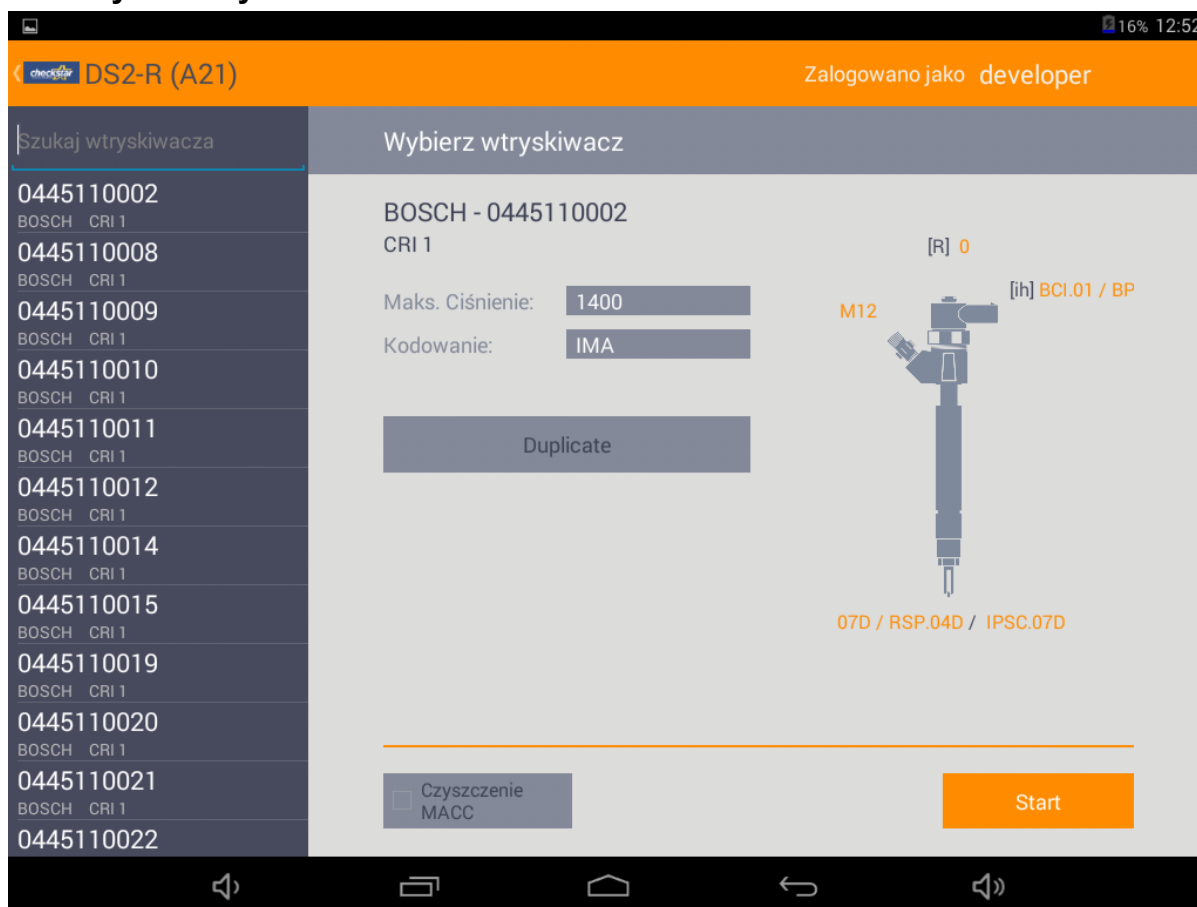 16% 12:52
checkstar DS2-R (A21)
Zalogowano jako developer
Szukaj wtryskiwacza
0445110002
BOSCH CRI 1
0445110008
BOSCH CRI 1
0445110009
BOSCH CRI 1
0445110010
BOSCH CRI 1
0445110011
BOSCH CRI 1
0445110012
BOSCH CRI 1
0445110014
BOSCH CRI 1
0445110015
BOSCH CRI 1
0445110019
BOSCH CRI 1
0445110020
BOSCH CRI 1
0445110021
BOSCH CRI 1
0445110022
Wybierz wtryskiwacz
BOSCH - 0445110002
CRI 1
Maks. Ciśnienie: 1400
Kodowanie: IMA
Duplicate
[R] 0
[ih] BCI.01 / BP
M12
07D / RSP.04D / IPSC.07D
Czyszczenie
MACC
Start